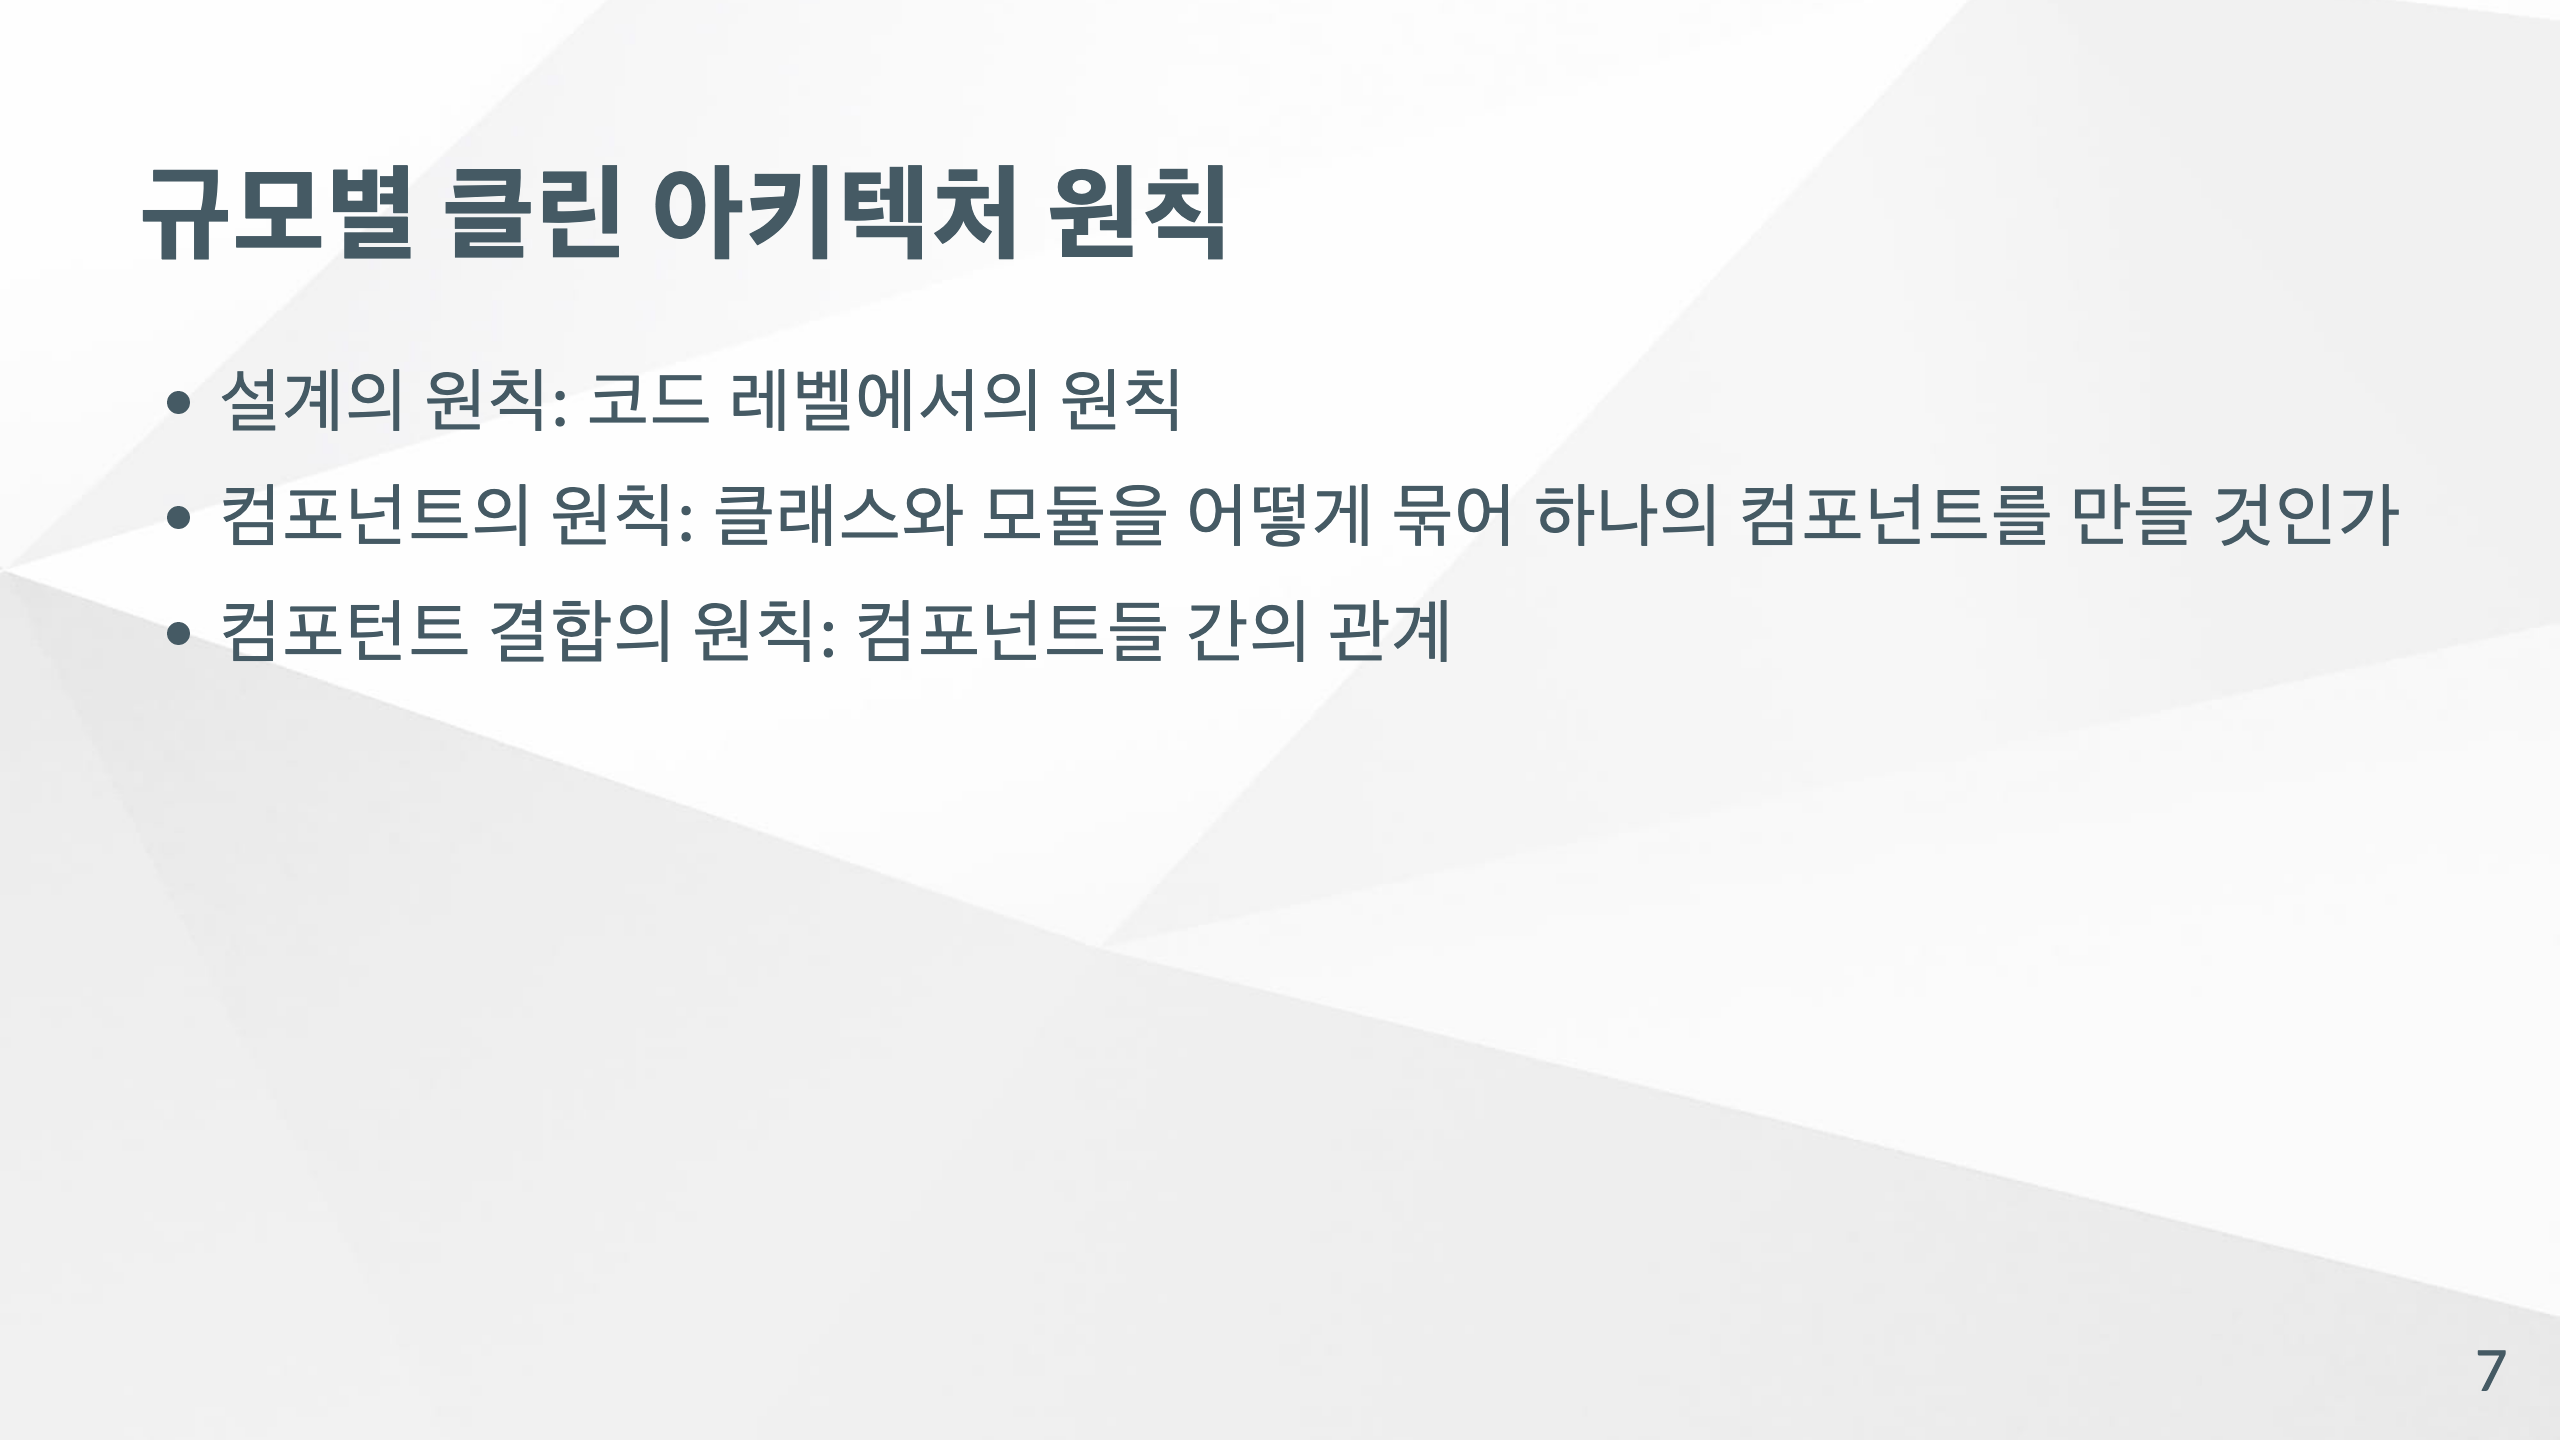 규모별 클린 아키텍처 원칙
• 설계의 원칙: 코드 레벨에서의 원칙
• 컴포넌트의 원칙: 클래스와 모듈을 어떻게 묶어 하나의 컴포넌트를 만들 것인가
• 컴포턴트 결합의 원칙: 컴포넌트들 간의 관계
7